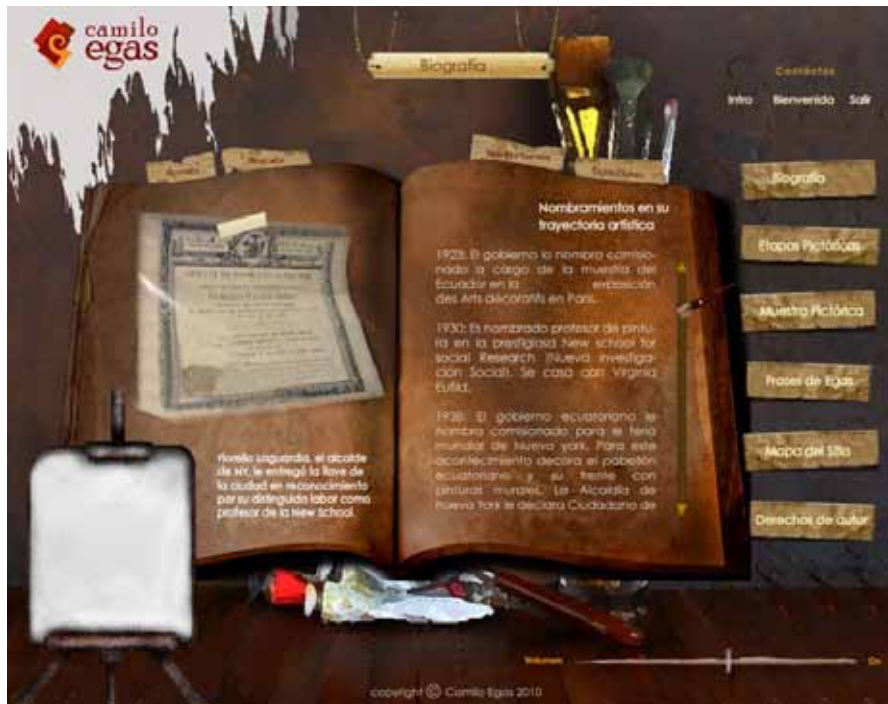 camilo
egas
Biografía
Contactos
Intro Bienvenida Salir
Biografía
Etapas Pictóricas
Muestra Pictórica
Frases de Egas
Mapa del Sitio
Derechos de autor
Nombramientos en su
trayectoria artística
1923: El gobierno lo nombra comisio-
nado a cargo de la muestra del
Ecuador en la exposición
des Arts décoratifs en París.
1930: Es nombrado profesor de pintu-
ra en la prestigiosa New school for
social Research (Nueva investiga-
ción Social). Se casa con Virginia
1938: El gobierno ecuatoriano le
nombra comisionado para la feria
mundial de Nueva york. Para este
acontecimiento decora el pabellón
ecuatoriano y su frente con
pinturas murales. La Alcaldía de
nueva York le declara Ciudadano de
Fiorello Laguardia, el alcalde
de NY, le entregó la llave de
la ciudad en reconocimiento
por su distinguida labor como
profesor de la New School.
Volumen On
copyright © Camilo Egas 2010